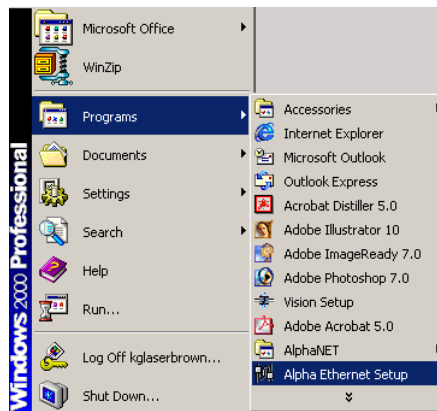 Microsoft Office
WinZip
Programs
Documents
Settings
Search
Help
Run...
Log Off kglaserbrown...
Shut Down...
Windows 2000 Professional
Accessories
Internet Explorer
Microsoft Outlook
Outlook Express
Acrobat Distiller 5.0
Adobe Illustrator 10
Adobe ImageReady 7.0
Adobe Photoshop 7.0
Vision Setup
Adobe Acrobat 5.0
AlphaNET
Alpha Ethernet Setup